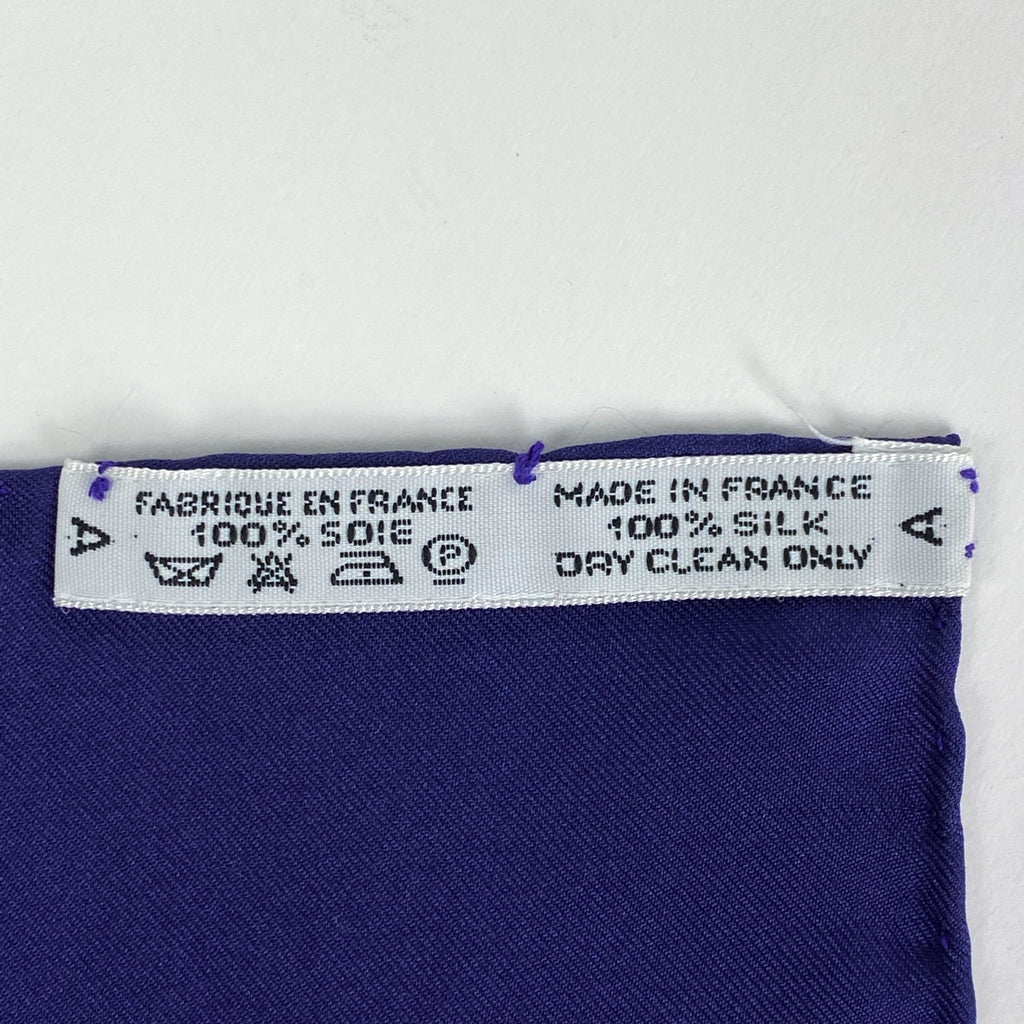 A
FABRIQUE EN FRANCE
100% SOIE
P
MADE IN FRANCE
100% SILK
DRY CLEAN ONLY
A